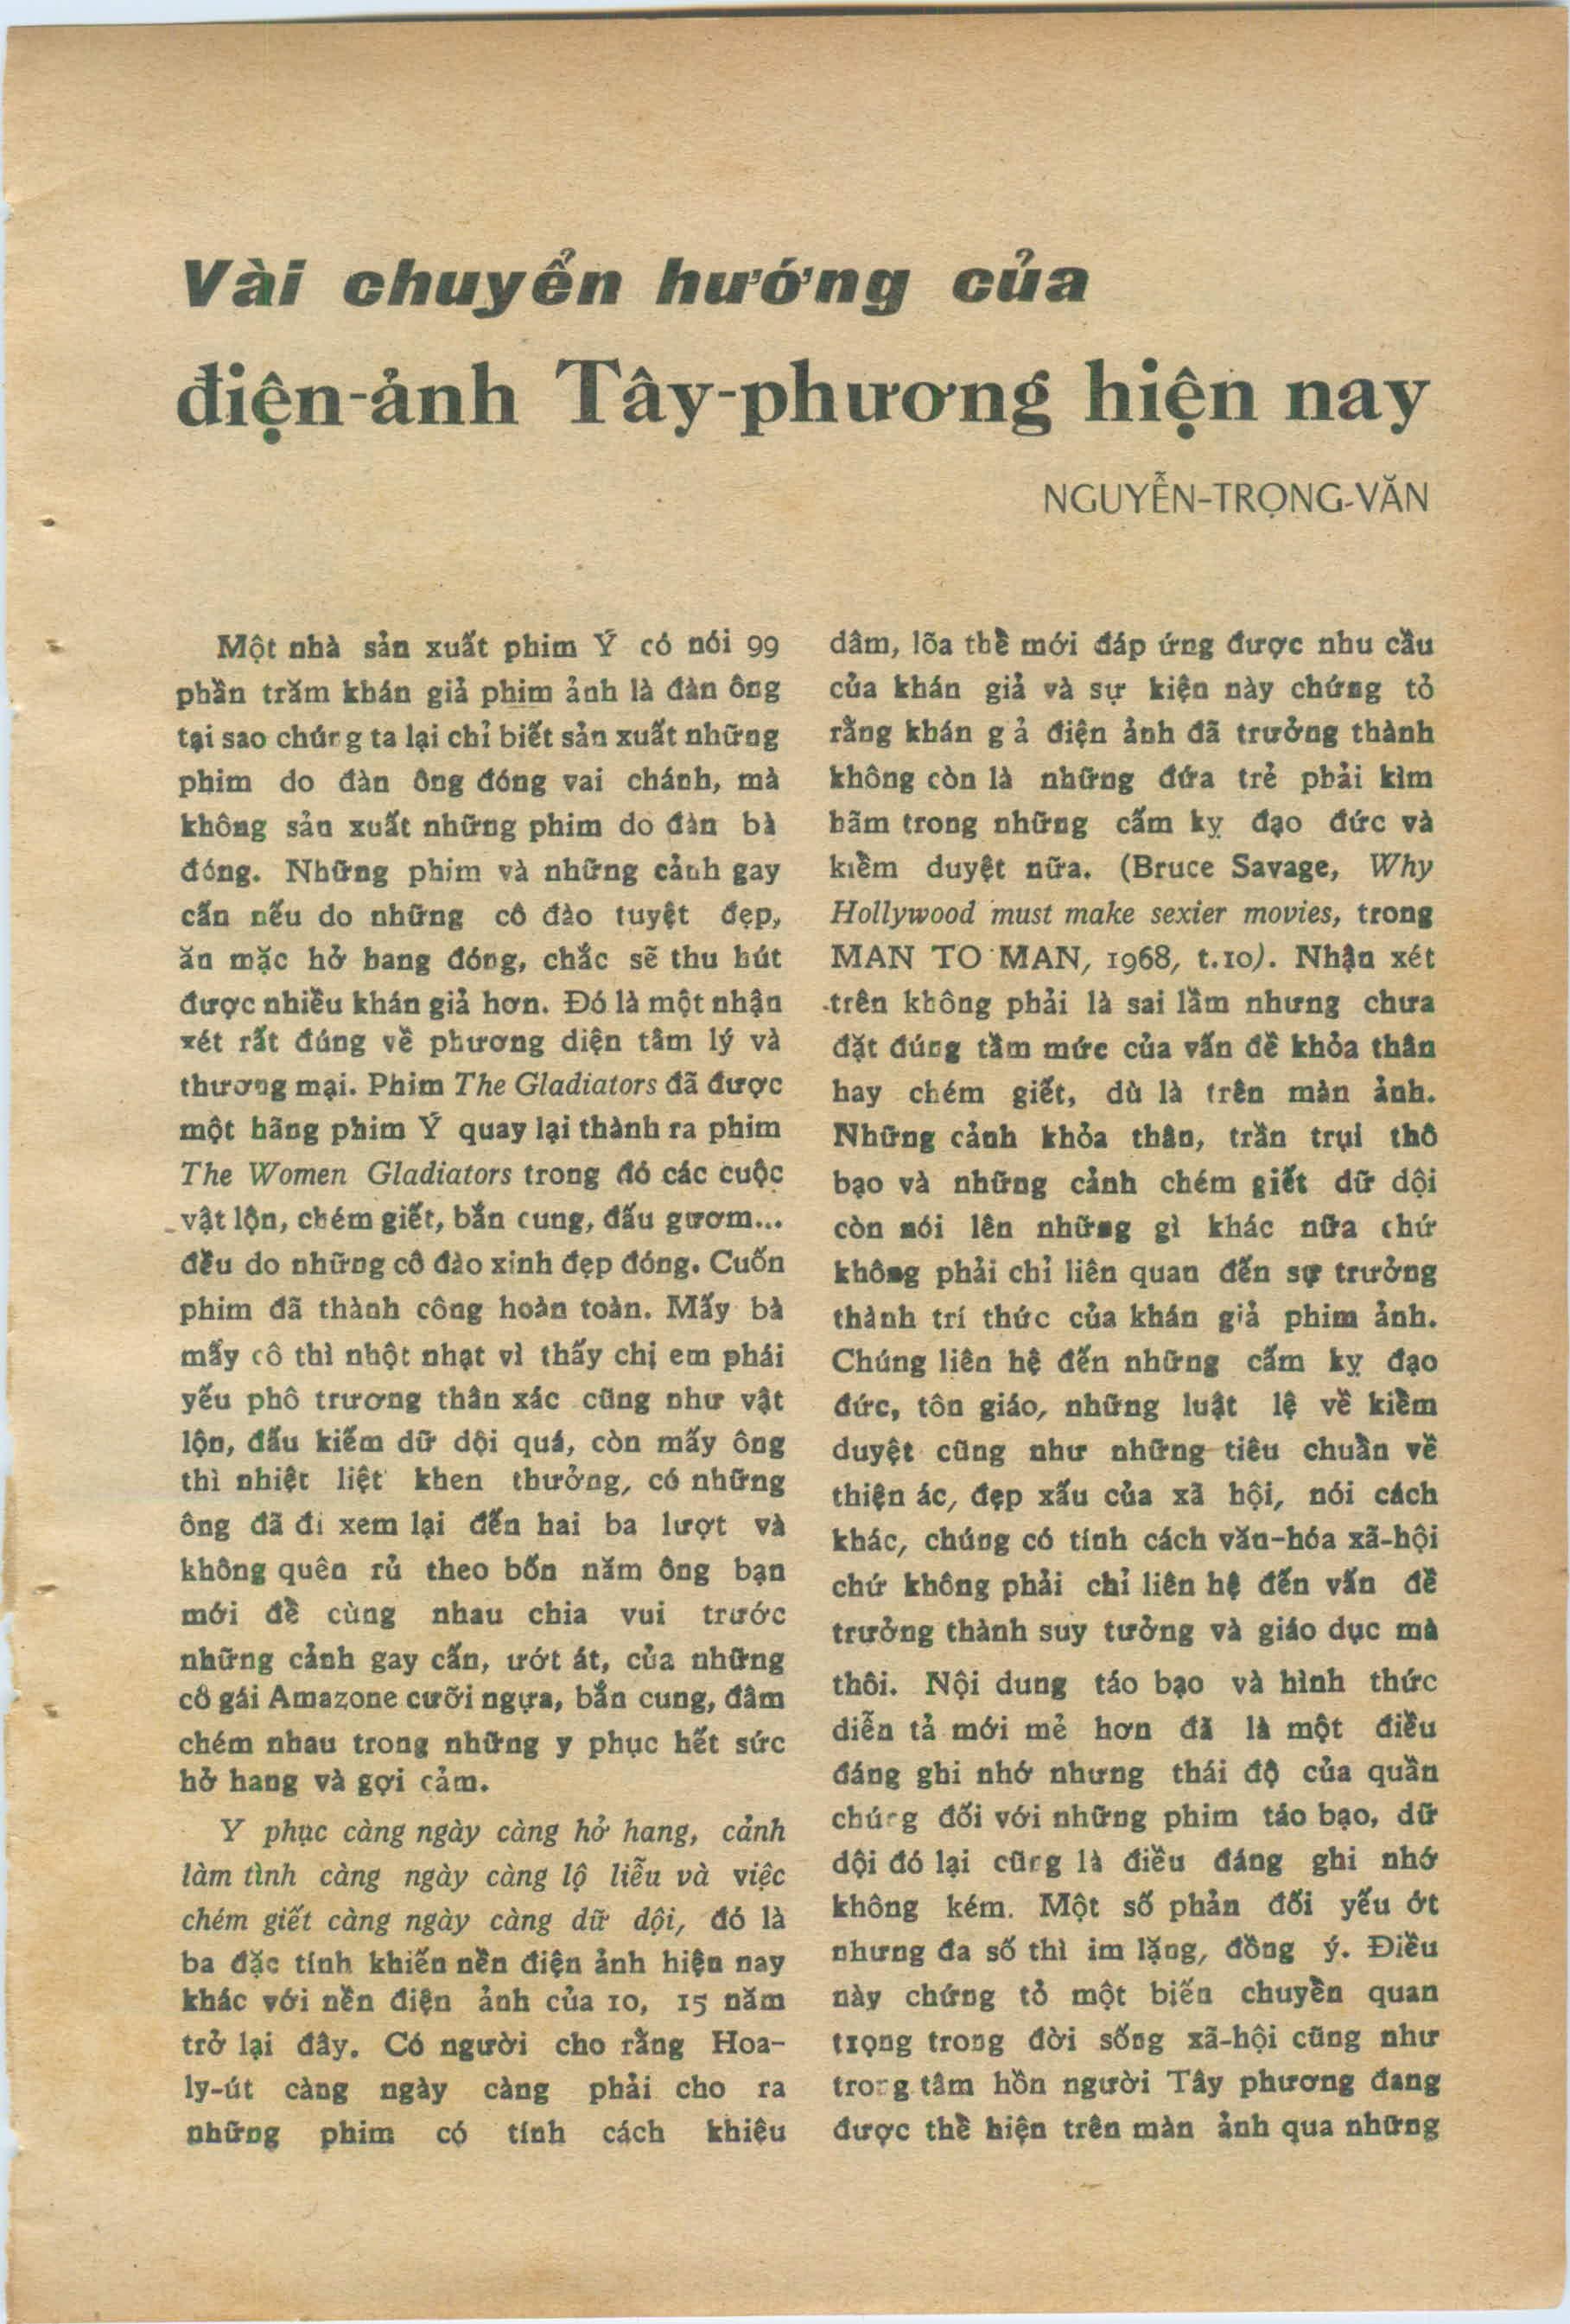 Vài chuyển hướng của
điện-ảnh Tây-phương hiện nay
NGUYỄN-TRỌNG-VĂN
Một nhà sản xuất phim Ý có nói 99
phần trăm khán giả phim ảnh là đàn ông
tại sao chúng ta lại chỉ biết sản xuất những
phim do đàn ông đóng vai chánh, mà
không sản xuất những phim do đàn bà
đóng. Những phim và những cảnh gay
cấn nếu do những cô đào tuyệt đẹp,
ăn mặc hở hang đóng, chắc sẽ thu hút
được nhiều khán giả hơn. Đó là một nhận
xét rất đúng về phương diện tâm lý và
thương mại. Phim The Gladiators đã được
một hãng phim Ý quay lại thành ra phim
The Women Gladiators trong đó các cuộc
vật lộn, chém giết, bắn cung, đấu gươm...
đều do những cô đào xinh đẹp đóng. Cuốn
phim đã thành công hoàn toàn. Mấy bà
mấy cô thì nhột nhạt vì thấy chị em phái
yếu phô trương thân xác cũng như vật
lộn, đấu kiếm dữ dội quá, còn mấy ông
thì nhiệt liệt khen thưởng, có những
ông đã đi xem lại đến hai ba lượt và
không quên rủ theo bốn năm ông bạn
mới để cùng nhau chia vui trước
những cảnh gay cấn, ướt át, của những
cô gái Amazone cưỡi ngựa, bắn cung, đâm
chém nhau trong những y phục hết sức
hở hang và gợi cảm.
Y phục càng ngày càng hở hang, cảnh
làm tình càng ngày càng lộ liễu và việc
chém giết càng ngày càng dữ dội, đó là
ba đặc tính khiến nền điện ảnh hiện nay
khác với nền điện ảnh của 10, 15 năm
trở lại đây. Có người cho rằng Hoa-
ly-út càng ngày càng phải cho ra
những phim có tính cách khiêu
dâm, lõa thể mới đáp ứng được nhu cầu
của khán giả và sự kiện này chứng tỏ
rằng khán g ả điện ảnh đã trưởng thành
không còn là những đứa trẻ phải kìm
hãm trong những cấm kỵ đạo đức và
kiểm duyệt nữa. (Bruce Savage, Why
Hollywood must make sexier movies, trong
MAN TO MAN, 1968, t.10). Nhận xét
trên không phải là sai lầm nhưng chưa
đặt đúng tầm mức của vấn đề khỏa thân
hay chém giết, dù là trên màn ảnh.
Những cảnh khỏa thân, trần trụi thô
bạo và những cảnh chém giết dữ dội
còn nói lên những gì khác nữa chứ
không phải chỉ liên quan đến sự trưởng
thành trí thức của khán giả phim ảnh.
Chúng liên hệ đến những cấm kỵ đạo
đức, tôn giáo, những luật lệ về kiểm
duyệt cũng như những tiêu chuẩn về
thiện ác, đẹp xấu của xã hội, nói cách
khác, chúng có tính cách văn-hóa xã-hội
chứ không phải chỉ liên hệ đến vấn đề
trưởng thành suy tưởng và giáo dục mà
thôi. Nội dung táo bạo và hình thức
diễn tả mới mẻ hơn đã là một điều
đáng ghi nhớ nhưng thái độ của quần
chúng đối với những phim táo bạo, dữ
dội đó lại cũng là điều đáng ghi nhớ
không kém. Một số phản đối yếu ớt
nhưng đa số thì im lặng, đồng ý. Điều
này chứng tỏ một biến chuyển quan
trọng trong đời sống xã-hội cũng như
trong tâm hồn người Tây phương đang
được thể hiện trên màn ảnh qua những